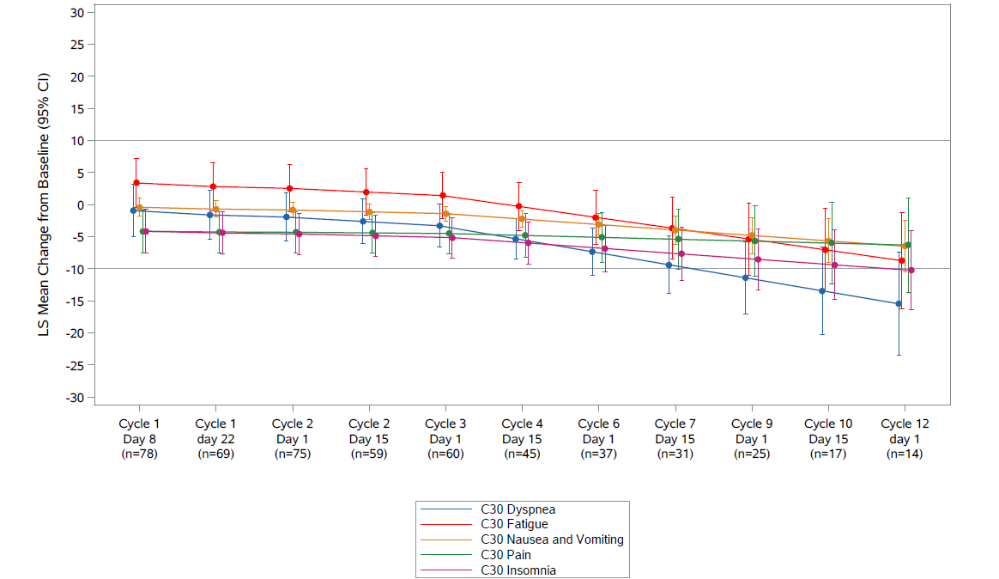 LS Mean Change from Baseline (95% CI)
30
25
20
15
10
5
0
-5
-10
-15
-20
-25
-30
Cycle 1 Cycle 1 Cycle 2 Cycle 2 Cycle 3 Cycle 4 Cycle 6 Cycle 7 Cycle 9 Cycle 10 Cycle 12
Day 8 day 22 Day 1 Day 15 Day 1 Day 15 Day 1 Day 15 Day 1 Day 15 day 1
(n=78) (n=69) (n=75) (n=59) (n=60) (n=45) (n=37) (n=31) (n=25) (n=17) (n=14)
C30 Dyspnea
C30 Fatigue
C30 Nausea and Vomiting
C30 Pain
C30 Insomnia